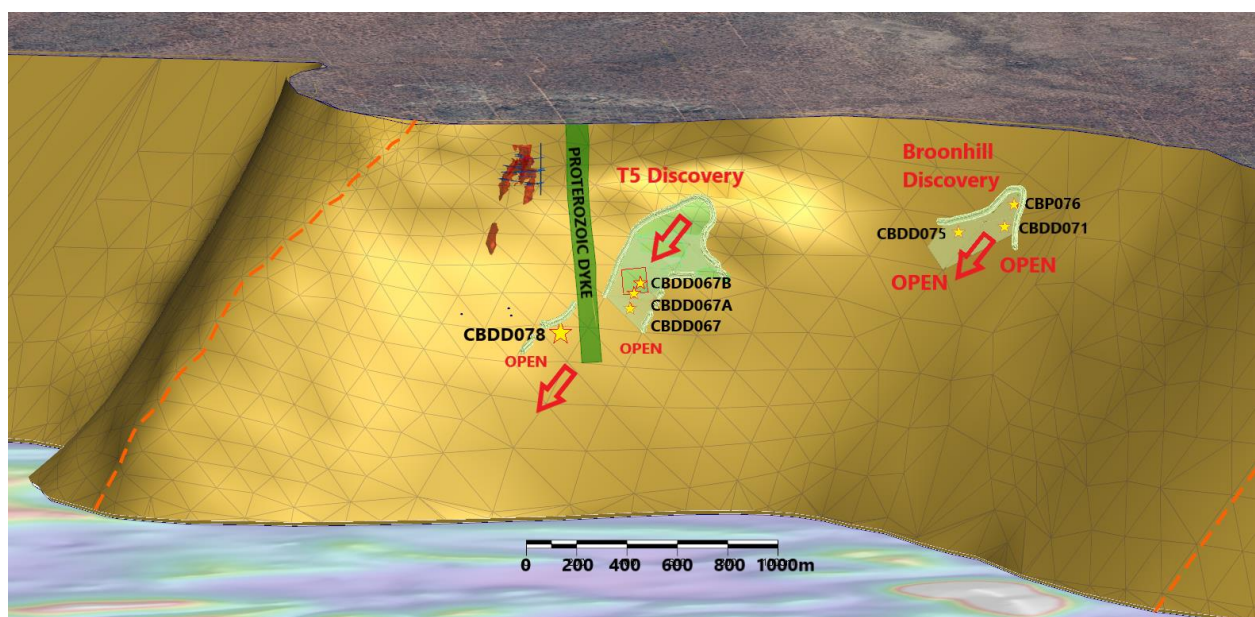 PROTEROZOIC DYKE
T5 Discovery
Broonhill
Discovery
CBP076
CBDD075
CBDD071
OPEN
OPEN
CBDD067B
CBDD067A
CBDD067
CBDD078
OPEN
OPEN
0 200 400 600 800 1000m